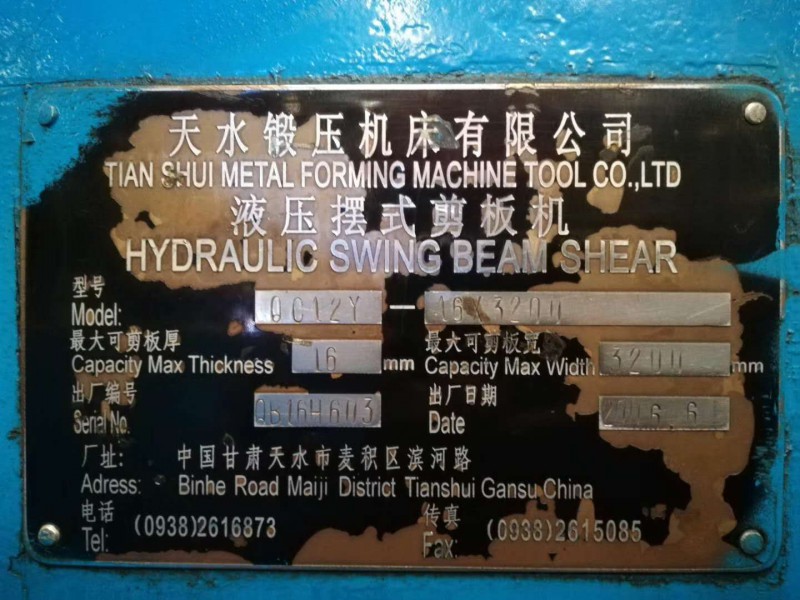 天水锻压机床有限公司
TIAN SHUI METAL FORMING MACHINE TOOL CO.,LTD
液压摆式剪板机
HYDRAULIC SWING BEAM SHEAR
型号
Model: QC12Y — 16X3200
最大可剪板厚 最大可剪板宽
Capacity Max Thickness 16 mm Capacity Max Width 3200 mm
出厂编号 出厂日期
Serial No. Date
厂址: 中国甘肃天水市麦积区滨河路
Adress: Binhe Road Maiji District Tianshui Gansu China
电话 传真
Tel: (0938)2616873 Fax: (0938)2615085